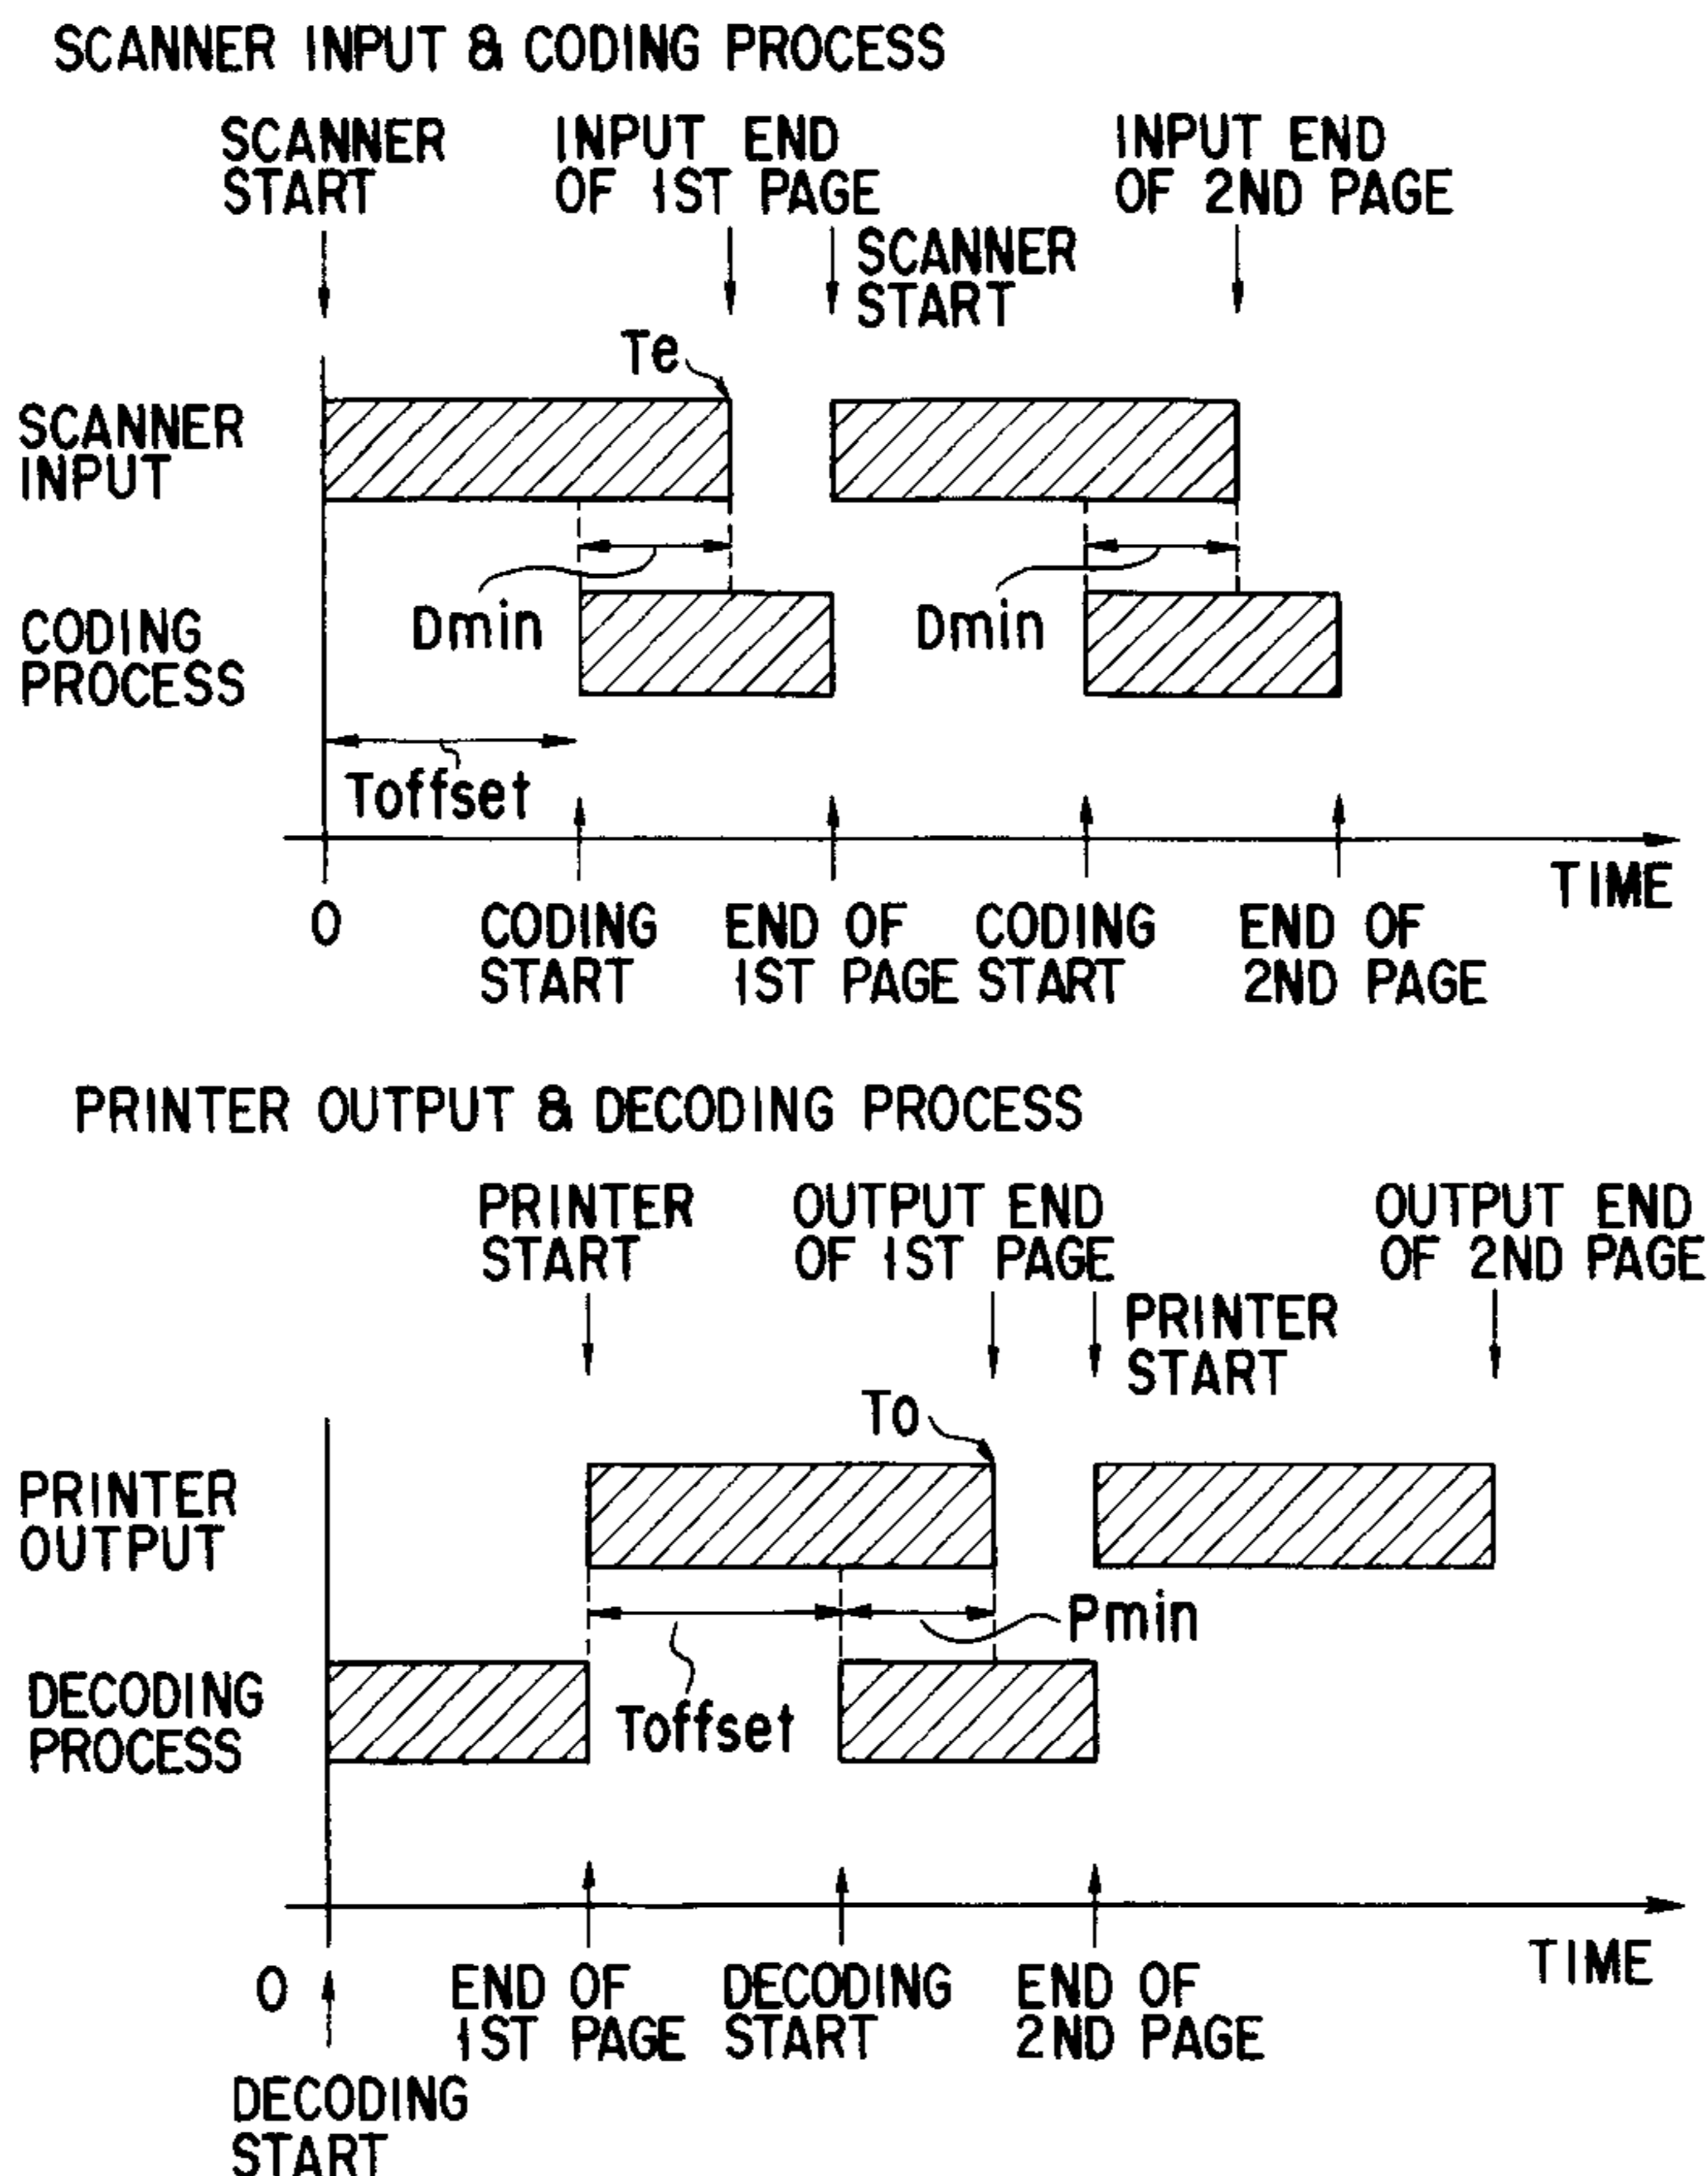 SCANNER INPUT & CODING PROCESS
SCANNER
START
INPUT END
OF 1ST PAGE
SCANNER
START
INPUT END
OF 2ND PAGE
Te
SCANNER
INPUT
Dmin
Dmin
CODING
PROCESS
Toffset
TIME
0
CODING
START
END OF
1ST PAGE
CODING
START
END OF
2ND PAGE
PRINTER OUTPUT & DECODING PROCESS
PRINTER
START
OUTPUT END
OF 1ST PAGE
PRINTER
START
OUTPUT END
OF 2ND PAGE
To
PRINTER
OUTPUT
Pmin
DECODING
PROCESS
Toffset
TIME
0
END OF
1ST PAGE
DECODING
START
END OF
2ND PAGE
DECODING
START